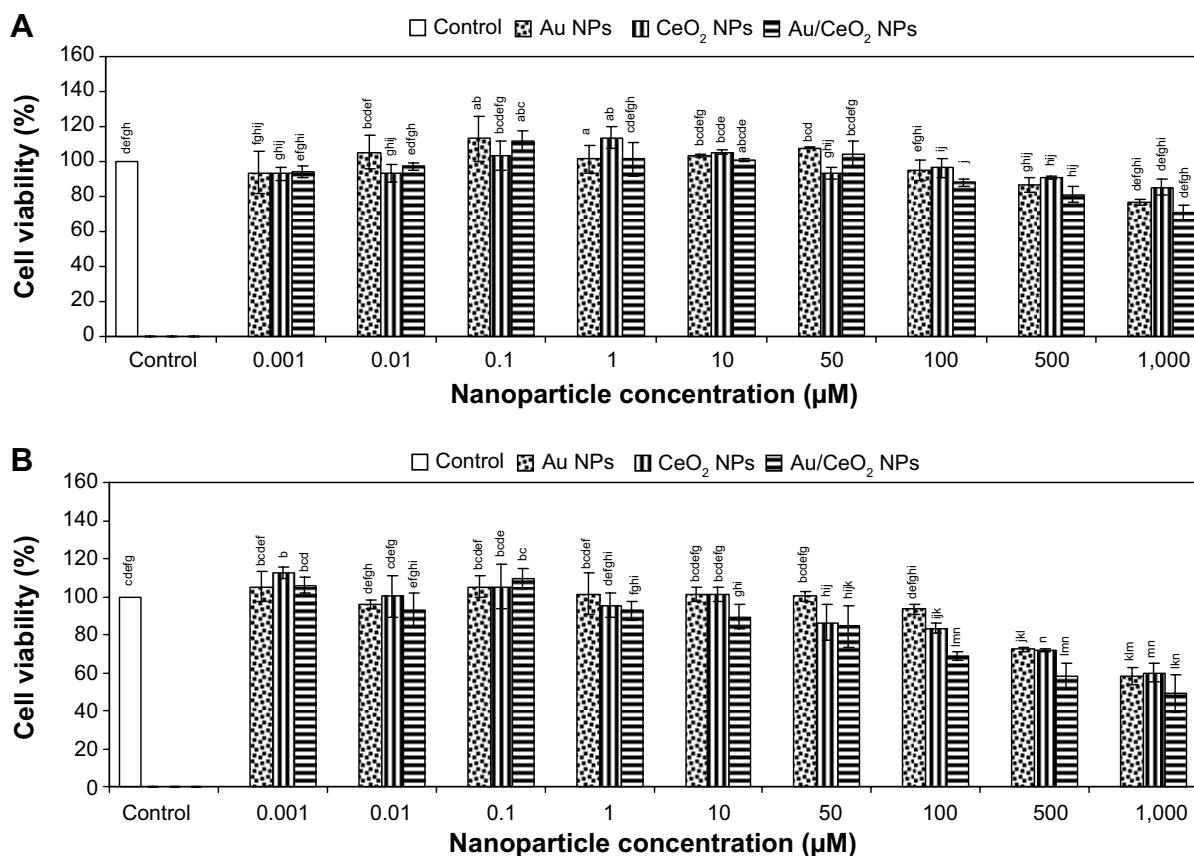 A
Control Au NPs CeO2 NPs Au/CeO2 NPs
160
140
120
100
80
60
40
20
0
Cell viability (%)
defgh
fghij ghij efghi
bcdef ghij edfgh
ab bcdefg abc
a ab cdefgh
bcdefg bcde abcde
bcd ghij bcdefg
efghi iij j
ghij hij hij
defghi defghi defgh
Control 0.001 0.01 0.1 1 10 50 100 500 1,000
Nanoparticle concentration (µM)
B
Control Au NPs CeO2 NPs Au/CeO2 NPs
160
140
120
100
80
60
40
20
0
Cell viability (%)
cdefg
bcdef b bcd
defgh cdefg efghi
bcdef bcde bc
bcdef defghi fghi
bcdefg bcdefg ghi
bcdefg hij hijk
defghi ijk lmn
jkl n lmn
klm mn lkn
Control 0.001 0.01 0.1 1 10 50 100 500 1,000
Nanoparticle concentration (µM)